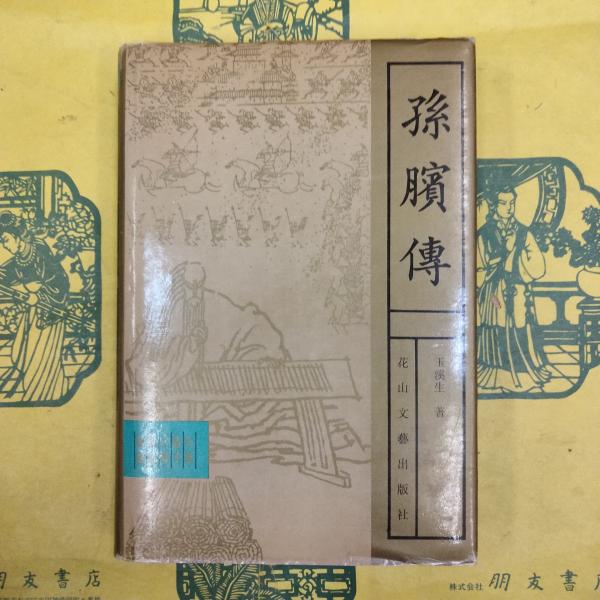 孫臏傳
玉溪生 著
花山文藝出版社
朋友書店
株式会社 朋友書店